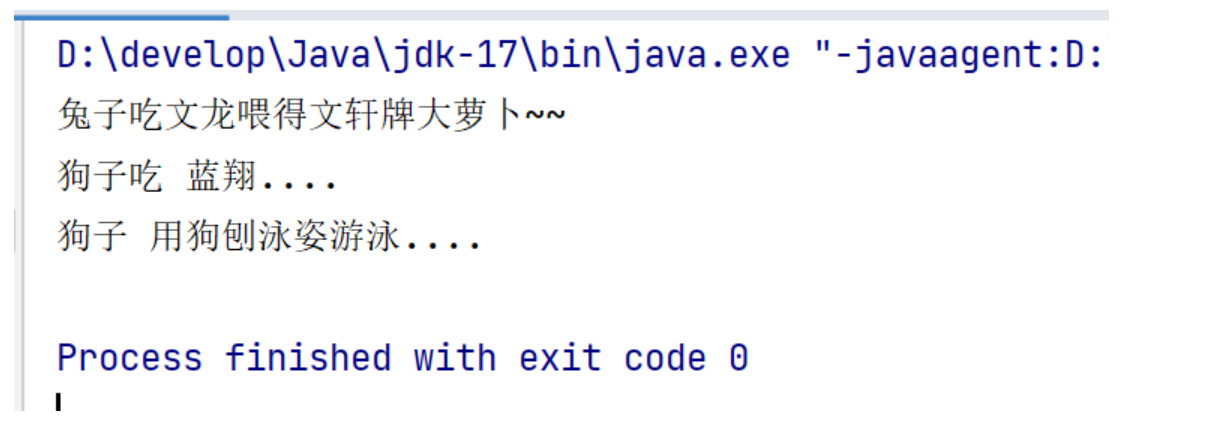 D:\develop\Java\jdk-17\bin\java.exe "-javaagent:D:
兔子吃文龙喂得文轩牌大萝卜~~
狗子吃 蓝翔....
狗子 用狗刨泳姿游泳....
Process finished with exit code 0